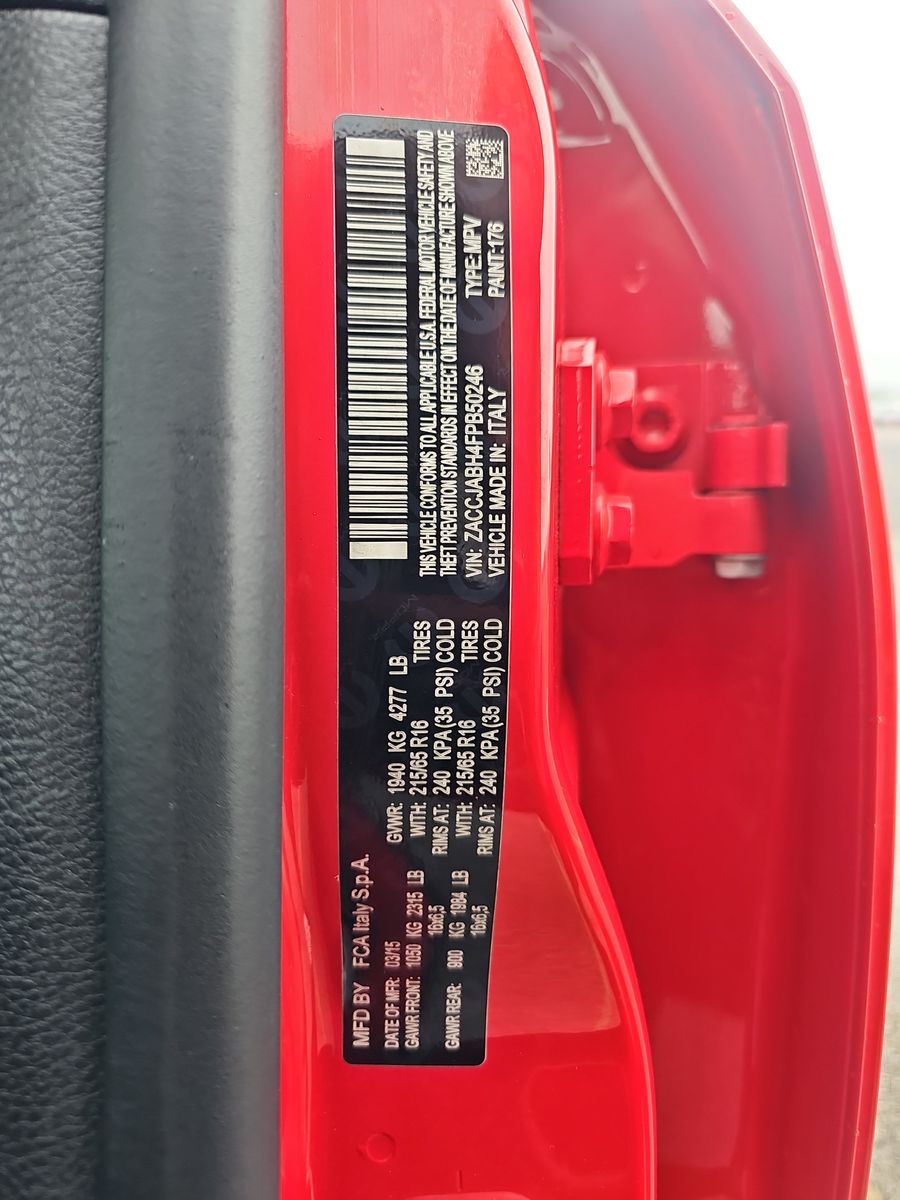 MFD BY FCA Italy S.p.A.
DATE OF MFR: 03/15 GVWR: 1940 KG 4277 LB
GAWR FRONT: 1050 KG 2315 LB WITH: 215/65 R16 TIRES
16x6,5 RIMS AT: 240 KPA(35 PSI) COLD
GAWR REAR: 900 KG 1984 LB WITH: 215/65 R16 TIRES
16x6,5 RIMS AT: 240 KPA(35 PSI) COLD
THIS VEHICLE CONFORMS TO ALL APPLICABLE U.S.A. FEDERAL MOTOR VEHICLE SAFETY AND
THEFT PREVENTION STANDARDS IN EFFECT ON THE DATE OF MANUFACTURE SHOWN ABOVE
VIN: ZACCJABH4FPB50246 TYPE:MPV
VEHICLE MADE IN: ITALY PAINT:176